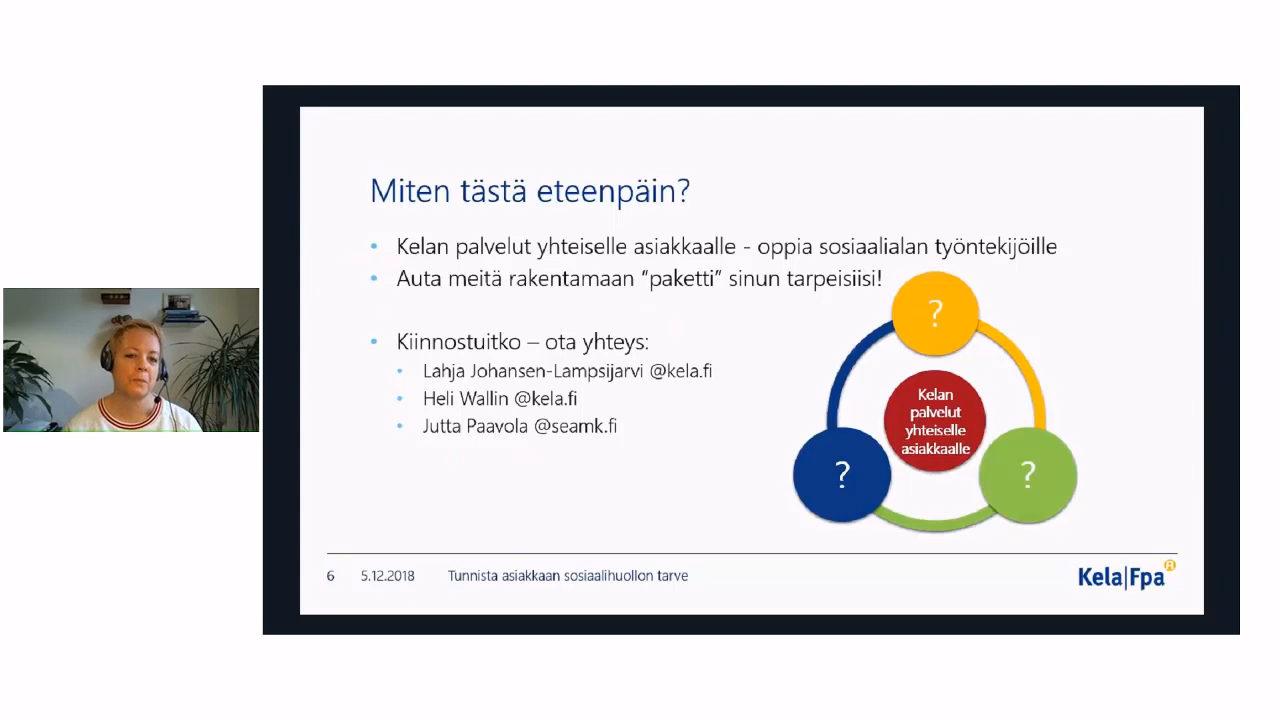 Miten tästä eteenpäin?
• Kelan palvelut yhteiselle asiakkaalle - oppia sosiaalialan työntekijöille
• Auta meitä rakentamaan ”paketti” sinun tarpeisiisi!
• Kiinnostuitko – ota yhteys:
• Lahja Johansen-Lampsijarvi @kela.fi
• Heli Wallin @kela.fi
• Jutta Paavola @seamk.fi
?
Kelan
palvelut
yhteiselle
asiakkaalle
?
?
6 5.12.2018 Tunnista asiakkaan sosiaalihuollon tarve
Kela|Fpa